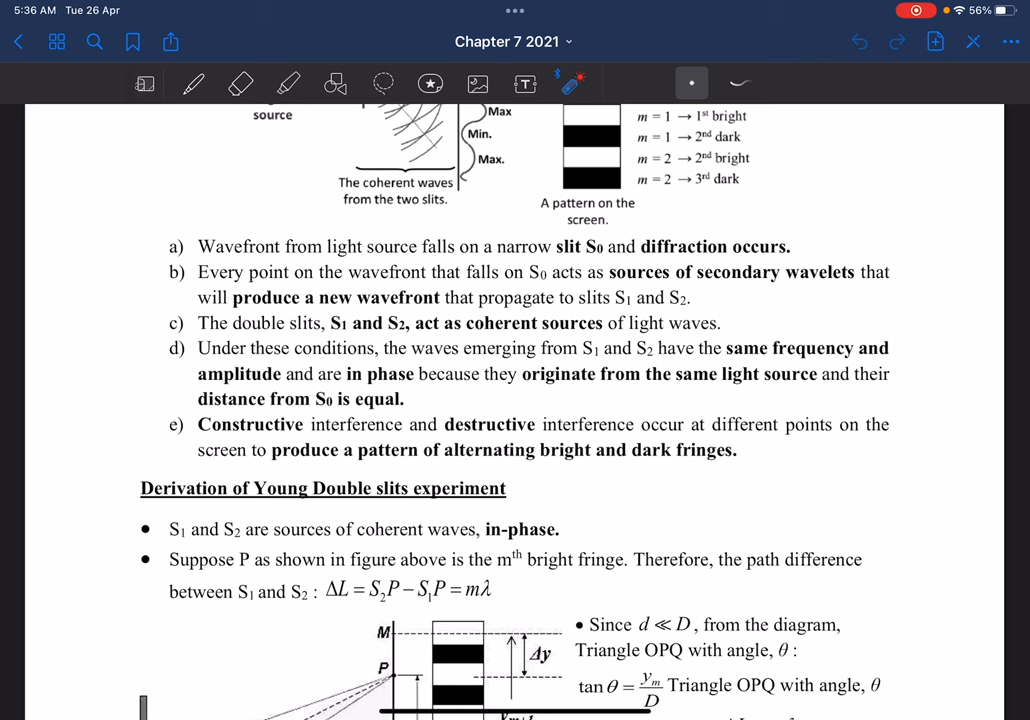 5:36 AM Tue 26 Apr
56%
Chapter 7 2021
T
source
Max
Min.
Max.
The coherent waves
from the two slits.
A pattern on the
screen.
m = 1 → 1st bright
m = 1 → 2nd dark
m = 2 → 2nd bright
m = 2 → 3rd dark
a) Wavefront from light source falls on a narrow slit S0 and diffraction occurs.
b) Every point on the wavefront that falls on S0 acts as sources of secondary wavelets that
will produce a new wavefront that propagate to slits S1 and S2.
c) The double slits, S1 and S2, act as coherent sources of light waves.
d) Under these conditions, the waves emerging from S1 and S2 have the same frequency and
amplitude and are in phase because they originate from the same light source and their
distance from S0 is equal.
e) Constructive interference and destructive interference occur at different points on the
screen to produce a pattern of alternating bright and dark fringes.
Derivation of Young Double slits experiment
• S1 and S2 are sources of coherent waves, in-phase.
• Suppose P as shown in figure above is the mth bright fringe. Therefore, the path difference
between S1 and S2 : ΔL = S2P − S1P = mλ
M
P
Δy
• Since d ≪ D, from the diagram,
Triangle OPQ with angle, θ :
tan θ = ym/D Triangle OPQ with angle, θ